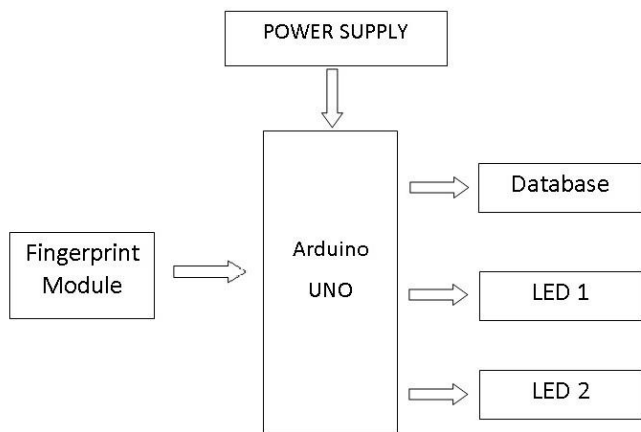 POWER SUPPLY
Fingerprint
Module
Arduino
UNO
Database
LED 1
LED 2